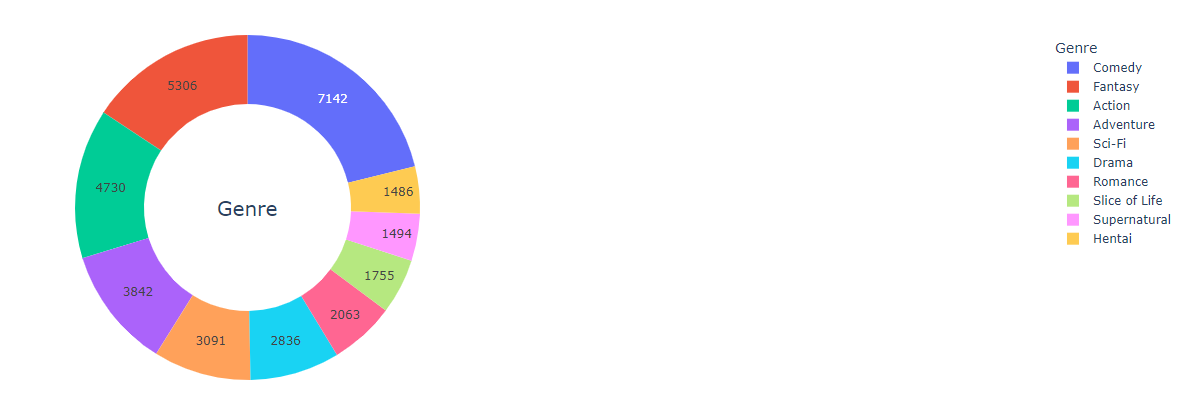 5306
7142
4730
1486
Genre
1494
1755
3842
2063
3091
2836
Genre
Comedy
Fantasy
Action
Adventure
Sci-Fi
Drama
Romance
Slice of Life
Supernatural
Hentai